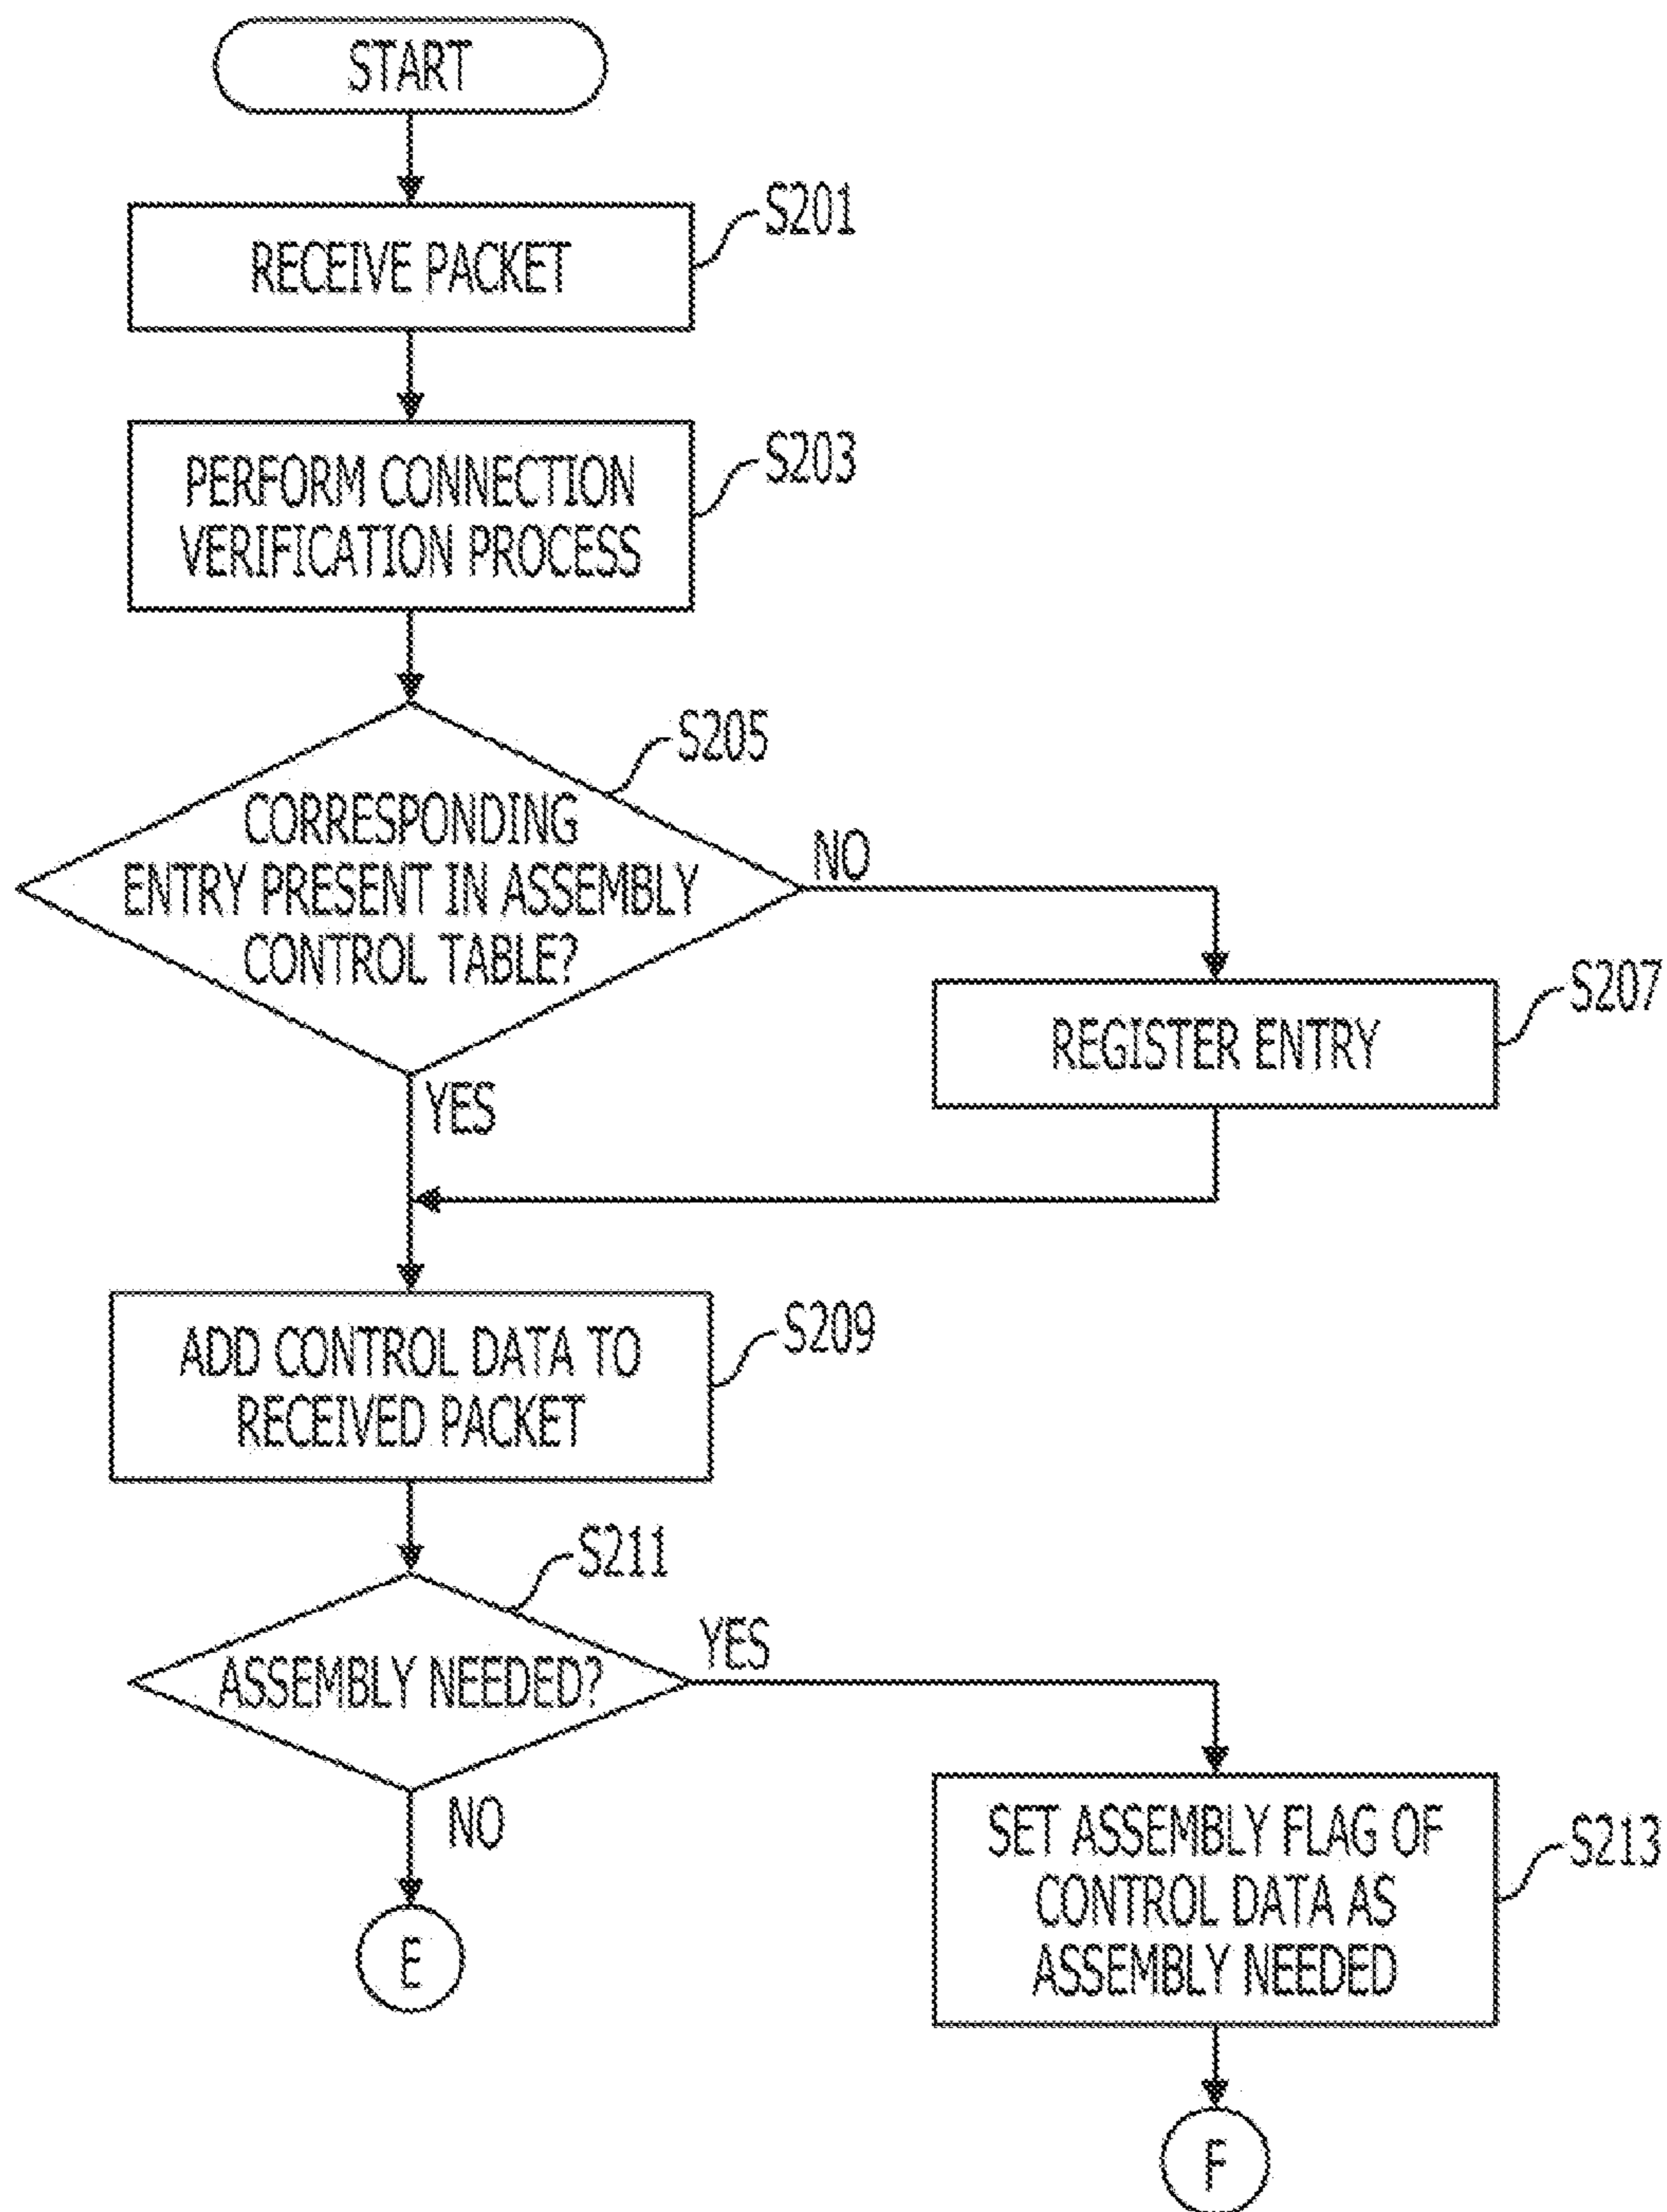 START
S201
RECEIVE PACKET
S203
PERFORM CONNECTION
VERIFICATION PROCESS
S205
CORRESPONDING
ENTRY PRESENT IN ASSEMBLY
CONTROL TABLE?
NO
S207
REGISTER ENTRY
YES
S209
ADD CONTROL DATA TO
RECEIVED PACKET
S211
ASSEMBLY NEEDED?
YES
NO
S213
SET ASSEMBLY FLAG OF
CONTROL DATA AS
ASSEMBLY NEEDED
E
F